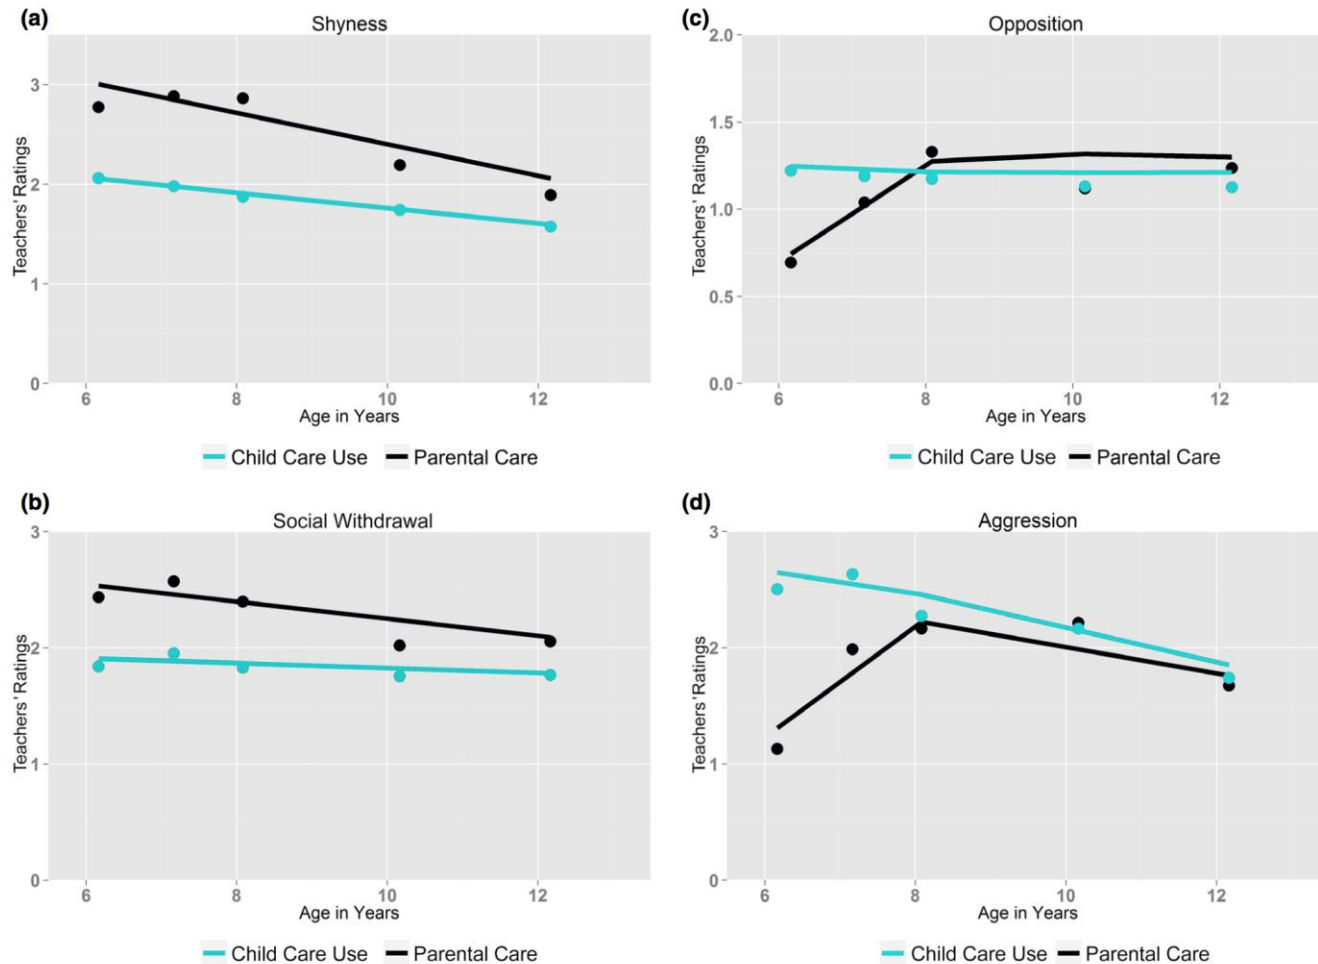 (a)
Shyness
Teachers' Ratings
3
2
1
0
6 8 10 12
Age in Years
Child Care Use Parental Care
(c)
Opposition
Teachers' Ratings
2.0
1.5
1.0
0.5
0.0
6 8 10 12
Age in Years
Child Care Use Parental Care
(b)
Social Withdrawal
Teachers' Ratings
3
2
1
0
6 8 10 12
Age in Years
Child Care Use Parental Care
(d)
Aggression
Teachers' Ratings
3
2
1
0
6 8 10 12
Age in Years
Child Care Use Parental Care